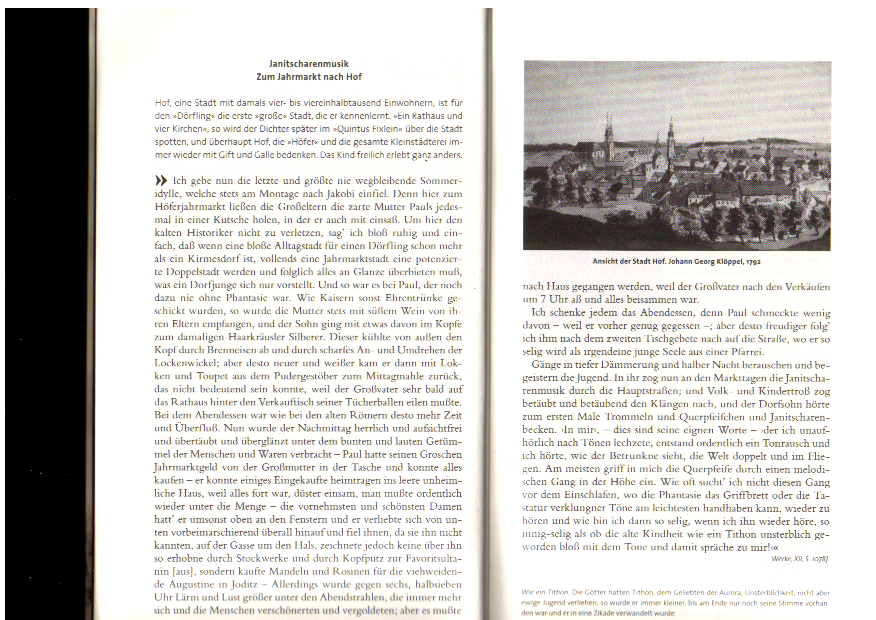 Janitscharenmusik
Zum Jahrmarkt nach Hof
Hof, eine Stadt mit damals vier- bis viereinhalbtausend Einwohnern, ist für
den »Dörfling« die erste »große« Stadt, die er kennenlernt. »Ein Rathaus und
vier Kirchen«, so wird der Dichter später im »Quintus Fixlein« über die Stadt
spotten, und überhaupt Hof, die »Höfer« und die gesamte Kleinstädterei im-
mer wieder mit Gift und Galle bedenken. Das Kind freilich erlebt ganz anders.
» Ich gebe nun die letzte und größte nie wegbleibende Sommer-
idylle, welche stets am Montage nach Jakobi einfiel. Denn hier zum
Höferjahrmarkt ließen die Großeltern die zarte Mutter Pauls jedes-
mal in einer Kutsche holen, in der er auch mit einsaß. Um hier den
kalten Historiker nicht zu verletzen, sag' ich bloß ruhig und ein-
fach, daß wenn eine bloße Alltagstadt für einen Dörfling schon mehr
als ein Kirmesdorf ist, vollends eine Jahrmarktstadt eine potenzier-
te Doppelstadt werden und folglich alles an Glanze überbieten muß,
was ein Dorfjunge sich nur vorstellt. Und so war es bei Paul, der noch
dazu nie ohne Phantasie war. Wie Kaisern sonst Ehrentrünke ge-
schickt wurden, so wurde die Mutter stets mit süßem Wein von ih-
ren Eltern empfangen, und der Sohn ging mit etwas davon im Kopfe
zum damaligen Haarkräusler Silberer. Dieser kühlte von außen den
Kopf durch Brenneisen ab und durch scharfes An- und Umdrehen der
Lockenwickel; aber desto neuer und weißer kam er dann mit Lok-
ken und Toupet aus dem Pudergestöber zum Mittagmahle zurück,
das nicht bedeutend sein konnte, weil der Großvater sehr bald auf
das Rathaus hinter den Verkauftisch seiner Tücherballen eilen mußte.
Bei dem Abendessen war wie bei den alten Römern desto mehr Zeit
und Überfluß. Nun wurde der Nachmittag herrlich und aufsichtfrei
und übertäubt und überglänzt unter dem bunten und lauten Getüm-
mel der Menschen und Waren verbracht – Paul hatte seinen Groschen
Jahrmarktgeld von der Großmutter in der Tasche und konnte alles
kaufen – er konnte einiges Eingekaufte heimtragen ins leere unheim-
liche Haus, weil alles fort war, düster einsam, man mußte ordentlich
wieder unter die Menge – die vornehmsten und schönsten Damen
hatt' er umsonst oben an den Fenstern und er verliebte sich von un-
ten vorbeimarschierend überall hinauf und fiel ihnen, da sie ihn nicht
kannten, auf der Gasse um den Hals, zeichnete jedoch keine über ihn
so erhobne durch Stockwerke und durch Kopfputz zur Favoritsulta-
nin [aus], sondern kaufte Mandeln und Rosinen für die viehweiden-
de Augustine in Joditz – Allerdings wurde gegen sechs, halbsieben
Uhr Lärm und Lust größer unter den Abendstrahlen, die immer mehr
sich und die Menschen verschönerten und vergoldeten; aber es mußte
Ansicht der Stadt Hof. Johann Georg Klöppel, 1792
nach Haus gegangen werden, weil der Großvater nach den Verkäufen
um 7 Uhr aß und alles beisammen war.
Ich schenke jedem das Abendessen, denn Paul schmeckte wenig
davon – weil er vorher genug gegessen –; aber desto freudiger folg'
ich ihm nach dem zweiten Tischgebete nach auf die Straße, wo er so
selig wird als irgendeine junge Seele aus einer Pfarrei.
Gänge in tiefer Dämmerung und halber Nacht berauschen und be-
geistern die Jugend. In ihr zog nun an den Markttagen die Janitscha-
renmusik durch die Hauptstraßen; und Volk- und Kindertroß zog
betäubt und betäubend den Klängen nach, und der Dorfsohn hörte
zum ersten Male Trommeln und Querpfeifchen und Janitscharen-
becken. ›In mir‹, – dies sind seine eignen Worte – ›der ich unauf-
hörlich nach Tönen lechzete, entstand ordentlich ein Tonrausch und
ich hörte, wie der Betrunkne sieht, die Welt doppelt und im Flie-
gen. Am meisten griff in mich die Querpfeife durch einen melodi-
schen Gang in der Höhe ein. Wie oft sucht' ich nicht diesen Gang
vor dem Einschlafen, wo die Phantasie das Griffbrett oder die Ta-
statur verklungner Töne am leichtesten handhaben kann, wieder zu
hören und wie bin ich dann so selig, wenn ich ihn wieder höre, so
innig-selig als ob die alte Kindheit wie ein Tithon unsterblich ge-
worden bloß mit dem Tone und damit spräche zu mir!‹«
Werke, XII, S. 1078f.
Wie ein Tithon: Die Götter hatten Tithon, dem Geliebten der Aurora, Unsterblichkeit, nicht aber
ewige Jugend verliehen; so wurde er immer kleiner, bis am Ende nur noch seine Stimme vorhan-
den war und er in eine Zikade verwandelt wurde.